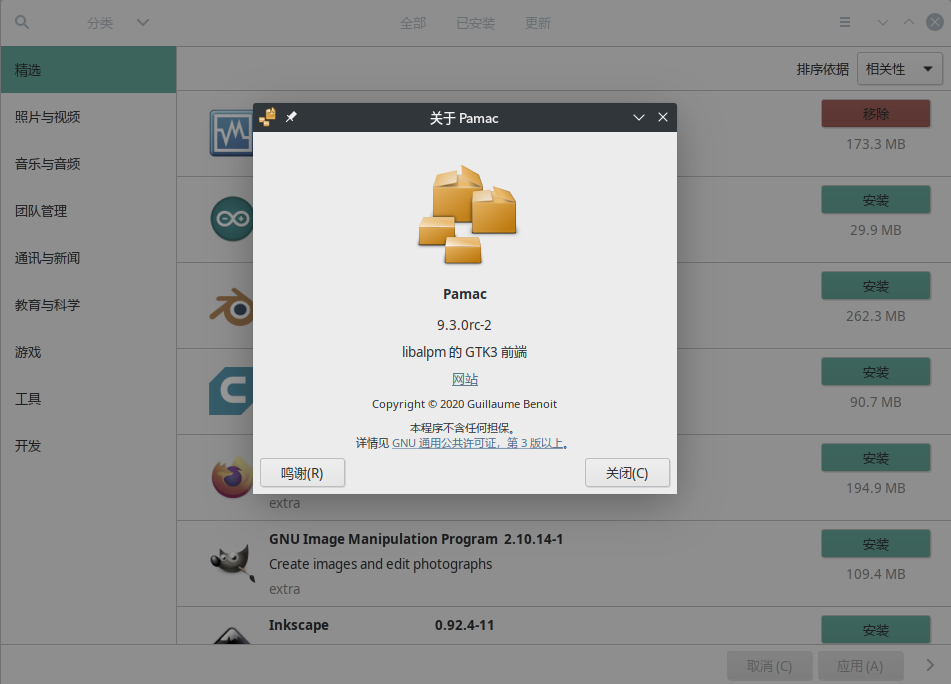 分类
全部
已安装
更新
精选
排序依据
相关性
照片与视频
音乐与音频
团队管理
通讯与新闻
教育与科学
游戏
工具
开发
移除
173.3 MB
安装
29.9 MB
安装
262.3 MB
安装
90.7 MB
安装
194.9 MB
关于 Pamac
Pamac
9.3.0rc-2
libalpm 的 GTK3 前端
网站
Copyright © 2020 Guillaume Benoit
本程序不含任何担保。
详情见 GNU 通用公共许可证，第 3 版以上。
鸣谢(R)
关闭(C)
extra
GNU Image Manipulation Program 2.10.14-1
Create images and edit photographs
extra
安装
109.4 MB
Inkscape 0.92.4-11
安装
取消 (C)
应用 (A)